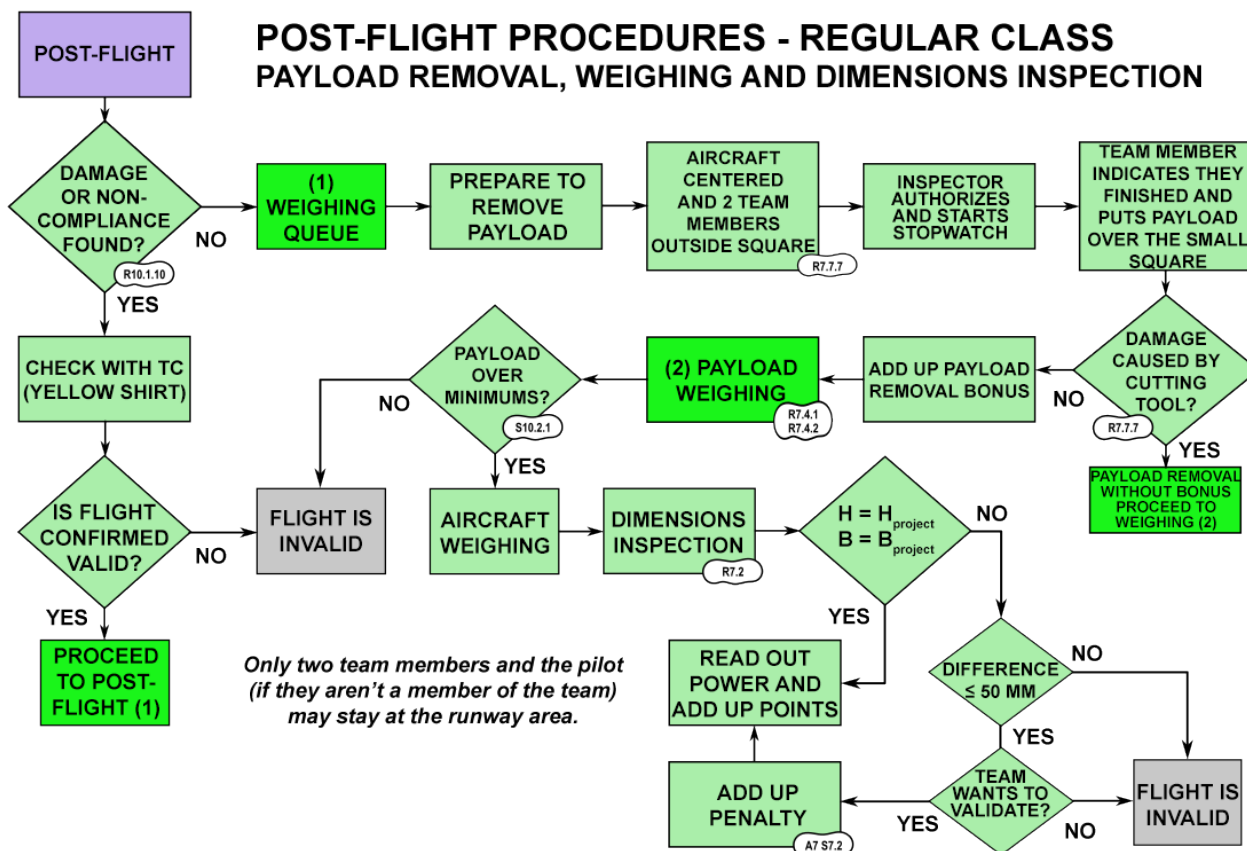 POST-FLIGHT
POST-FLIGHT PROCEDURES - REGULAR CLASS
PAYLOAD REMOVAL, WEIGHING AND DIMENSIONS INSPECTION
DAMAGE
OR NON-
COMPLIANCE
FOUND?
R10.1.10
NO
YES
(1)
WEIGHING
QUEUE
PREPARE TO
REMOVE
PAYLOAD
AIRCRAFT
CENTERED
AND 2 TEAM
MEMBERS
OUTSIDE SQUARE
R7.7.7
INSPECTOR
AUTHORIZES
AND STARTS
STOPWATCH
TEAM MEMBER
INDICATES THEY
FINISHED AND
PUTS PAYLOAD
OVER THE SMALL
SQUARE
CHECK WITH TC
(YELLOW SHIRT)
PAYLOAD
OVER
MINIMUMS?
S10.2.1
NO
YES
(2) PAYLOAD
WEIGHING
R7.4.1
R7.4.2
ADD UP PAYLOAD
REMOVAL BONUS
DAMAGE
CAUSED BY
CUTTING
TOOL?
R7.7.7
NO
YES
PAYLOAD REMOVAL
WITHOUT BONUS
PROCEED TO
WEIGHING (2)
IS FLIGHT
CONFIRMED
VALID?
NO
YES
FLIGHT IS
INVALID
AIRCRAFT
WEIGHING
DIMENSIONS
INSPECTION
R7.2
H = Hproject
B = Bproject
NO
YES
PROCEED
TO POST-
FLIGHT (1)
Only two team members and the pilot
(if they aren't a member of the team)
may stay at the runway area.
READ OUT
POWER AND
ADD UP POINTS
DIFFERENCE
≤ 50 MM
NO
YES
ADD UP
PENALTY
A7 S7.2
TEAM
WANTS TO
VALIDATE?
YES
NO
FLIGHT IS
INVALID